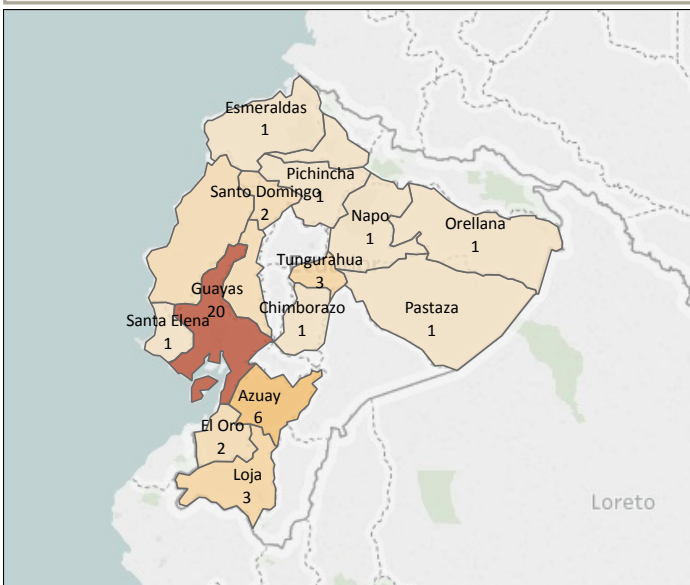 Esmeraldas
1
Pichincha
1
Santo Domingo
2
Napo
1
Orellana
1
Tungurahua
3
Guayas
20
Chimborazo
1
Pastaza
1
Santa Elena
1
Azuay
6
El Oro
2
Loja
3
Loreto